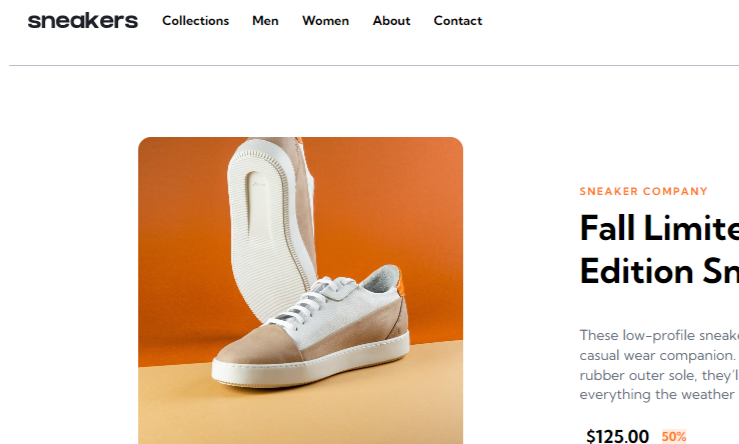 sneakers
Collections
Men
Women
About
Contact
SNEAKER COMPANY
Fall Limite
Edition Sn
These low-profile sneake
casual wear companion.
rubber outer sole, they'l
everything the weather
$125.00 50%